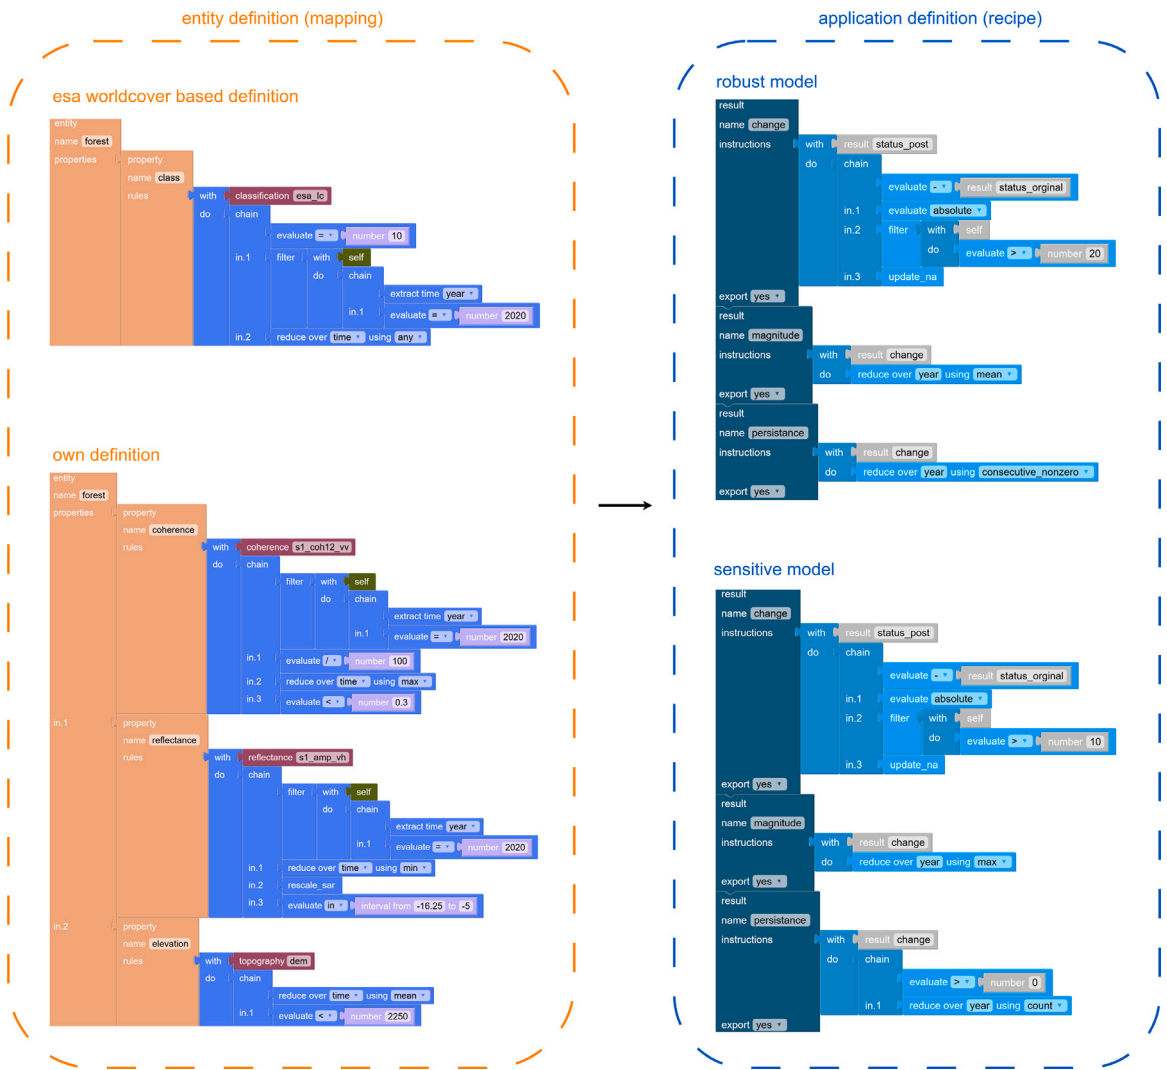 entity definition (mapping)
esa worldcover based definition
entity
name forest
properties property
name class
rules with classification esa_lc
do chain
evaluate = number 10
in.1 filter with self
do chain
extract time year
in.1 evaluate = number 2020
in.2 reduce over time using any
own definition
entity
name forest
properties property
name coherence
rules with coherence s1_coh12_vv
do chain
filter with self
do chain
extract time year
in.1 evaluate = number 2020
in.1 evaluate / number 100
in.2 reduce over time using max
in.3 evaluate < number 0.3
in.1 property
name reflectance
rules with reflectance s1_amp_vh
do chain
filter with self
do chain
extract time year
in.1 evaluate = number 2020
in.1 reduce over time using min
in.2 rescale_sar
in.3 evaluate in interval from -16.25 to -5
in.2 property
name elevation
rules with topography dem
do chain
reduce over time using mean
in.1 evaluate < number 2250
application definition (recipe)
robust model
result
name change
instructions with result status_post
do chain
evaluate - result status_orginal
in.1 evaluate absolute
in.2 filter with self
do evaluate > number 20
in.3 update_na
export yes
result
name magnitude
instructions with result change
do reduce over year using mean
export yes
result
name persistance
instructions with result change
do reduce over year using consecutive_nonzero
export yes
sensitive model
result
name change
instructions with result status_post
do chain
evaluate - result status_orginal
in.1 evaluate absolute
in.2 filter with self
do evaluate > number 10
in.3 update_na
export yes
result
name magnitude
instructions with result change
do reduce over year using max
export yes
result
name persistance
instructions with result change
do chain
evaluate > number 0
in.1 reduce over year using count
export yes